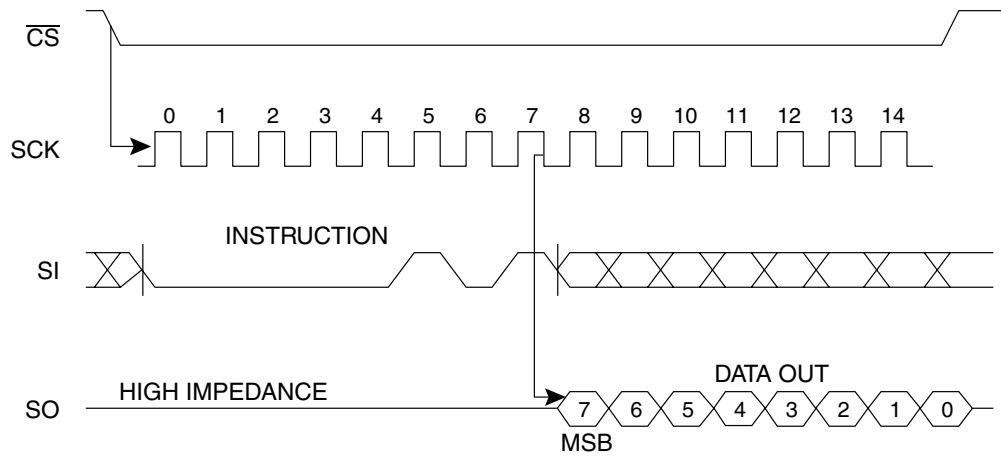 CS
0 1 2 3 4 5 6 7 8 9 10 11 12 13 14
SCK
INSTRUCTION
SI
HIGH IMPEDANCE
DATA OUT
SO
7 6 5 4 3 2 1 0
MSB